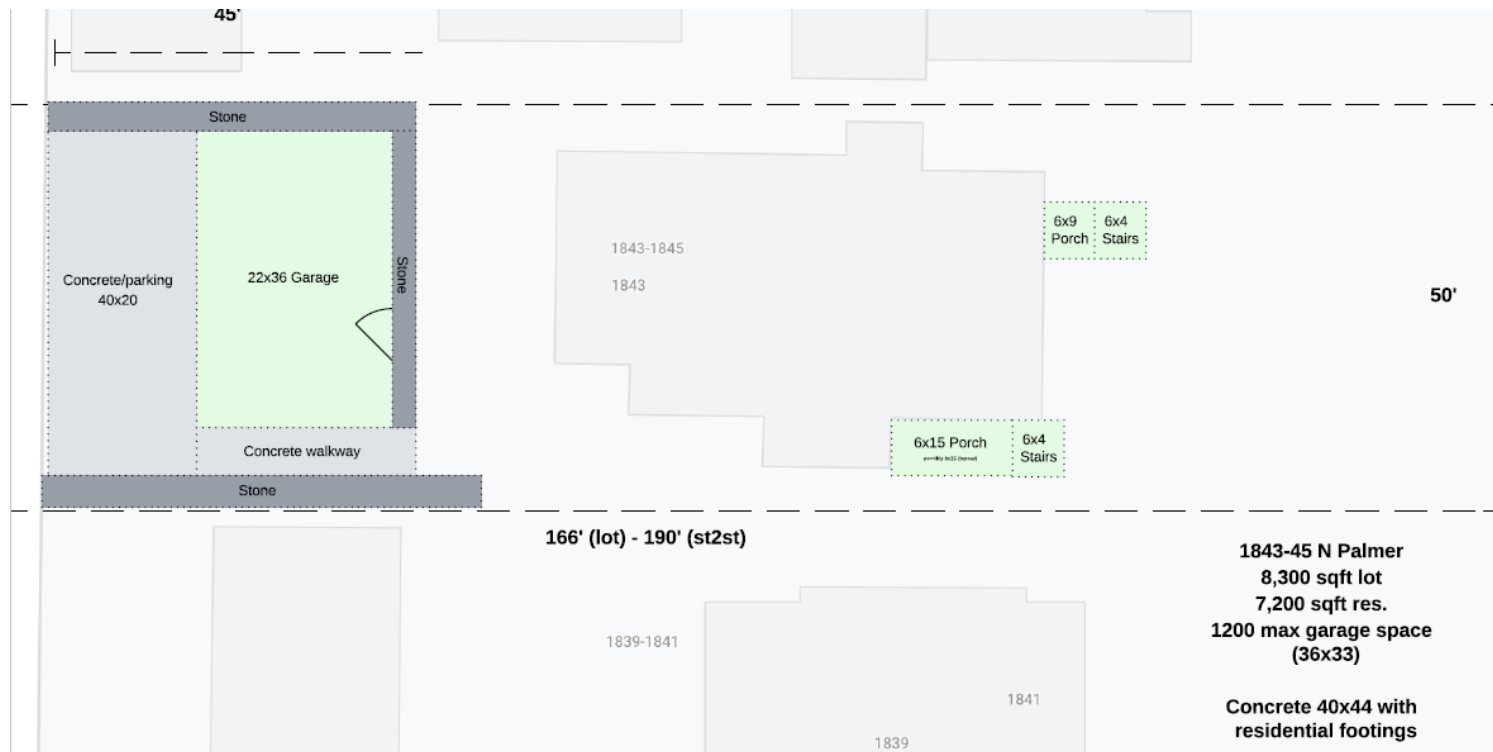 45'
Stone
Concrete/parking
40x20
22x36 Garage
Stone
Concrete walkway
Stone
1843-1845
1843
6x9
Porch
6x4
Stairs
50'
6x15 Porch
6x4
Stairs
166' (lot) - 190' (st2st)
1839-1841
1841
1839
1843-45 N Palmer
8,300 sqft lot
7,200 sqft res.
1200 max garage space
(36x33)
Concrete 40x44 with
residential footings